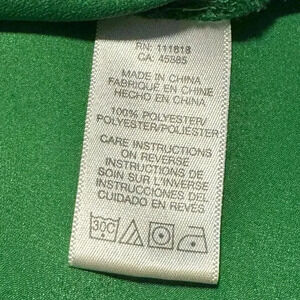 RN: 111818
CA: 45885
MADE IN CHINA
FABRIQUÉ EN CHINE
HECHO EN CHINA
100% POLYESTER/
POLYESTER/POLIÉSTER
CARE INSTRUCTIONS
ON REVERSE
INSTRUCTIONS DE
SOIN SUR L'INVERSE
INSTRUCCIONES DEL
CUIDADO EN REVÉS
30C